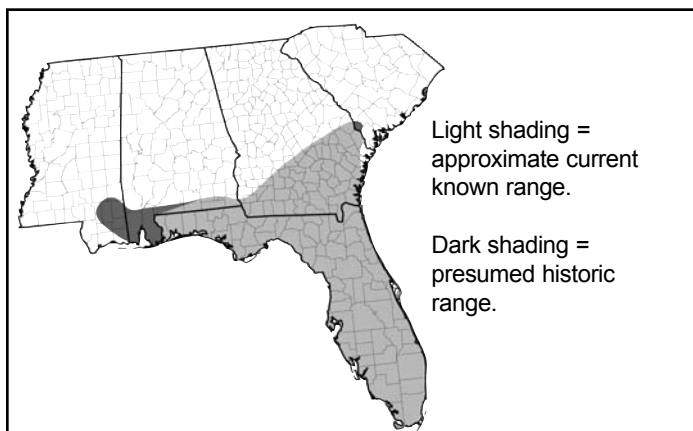 Light shading =
approximate current
known range.
Dark shading =
presumed historic
range.